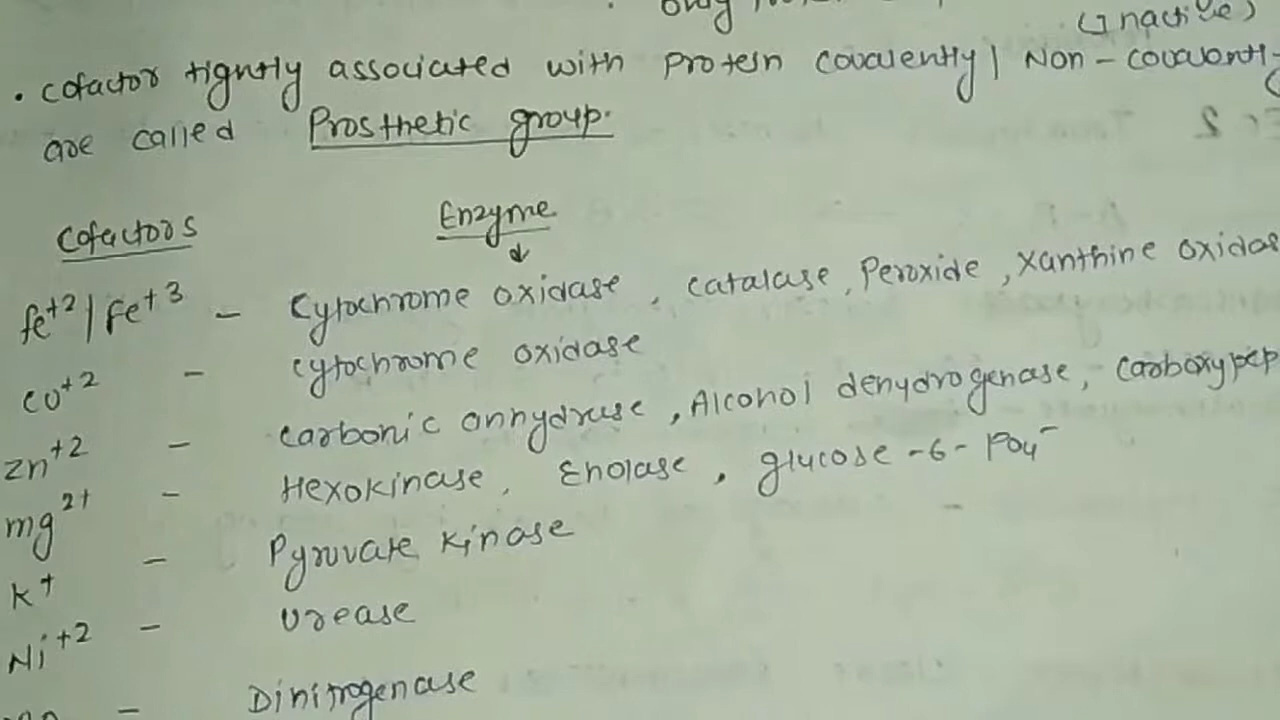 only
(Inactive)
• Cofactor tightly associated with Protein covalently | Non-covalently
are called Prosthetic group.
Cofactors Enzyme
Fe+2 | Fe+3 - Cytochrome oxidase, catalase, Peroxide, Xanthine oxidas
Cu+2 - Cytochrome oxidase
Zn+2 - Carbonic anhydrase, Alcohol dehydrogenase, Carboxypep
mg2+ - Hexokinase, Enolase, glucose-6-PO4-
K+ - Pyruvate kinase
Ni+2 - Urease
- Dinitrogenase